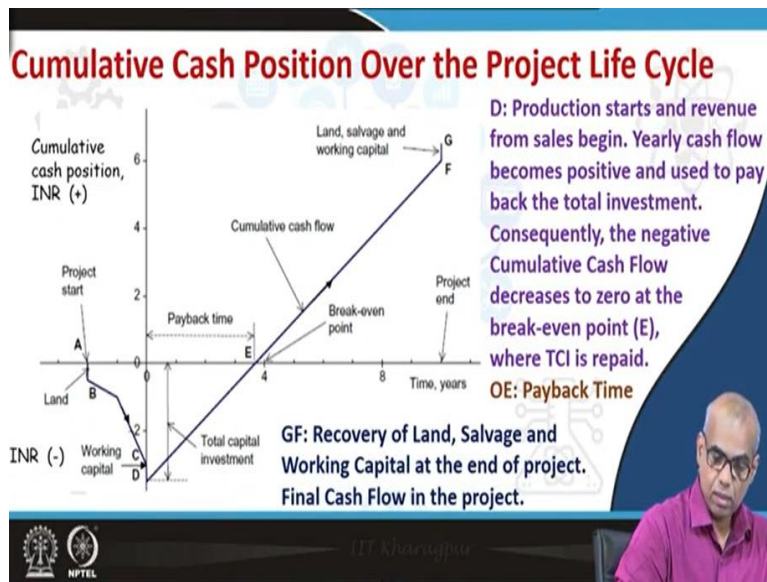 Cumulative Cash Position Over the Project Life Cycle
Cumulative
cash position,
INR (+)
6
4
2
0
2
INR (-)
Project
start
A
Land
B
Working
capital
C
D
0
4
8
Time, years
Payback time
E
Total capital
investment
Cumulative cash flow
Break-even
point
Land, salvage and
working capital
G
F
Project
end
D: Production starts and revenue
from sales begin. Yearly cash flow
becomes positive and used to pay
back the total investment.
Consequently, the negative
Cumulative Cash Flow
decreases to zero at the
break-even point (E),
where TCI is repaid.
OE: Payback Time
GF: Recovery of Land, Salvage and
Working Capital at the end of project.
Final Cash Flow in the project.
NPTEL
IIT Kharagpur